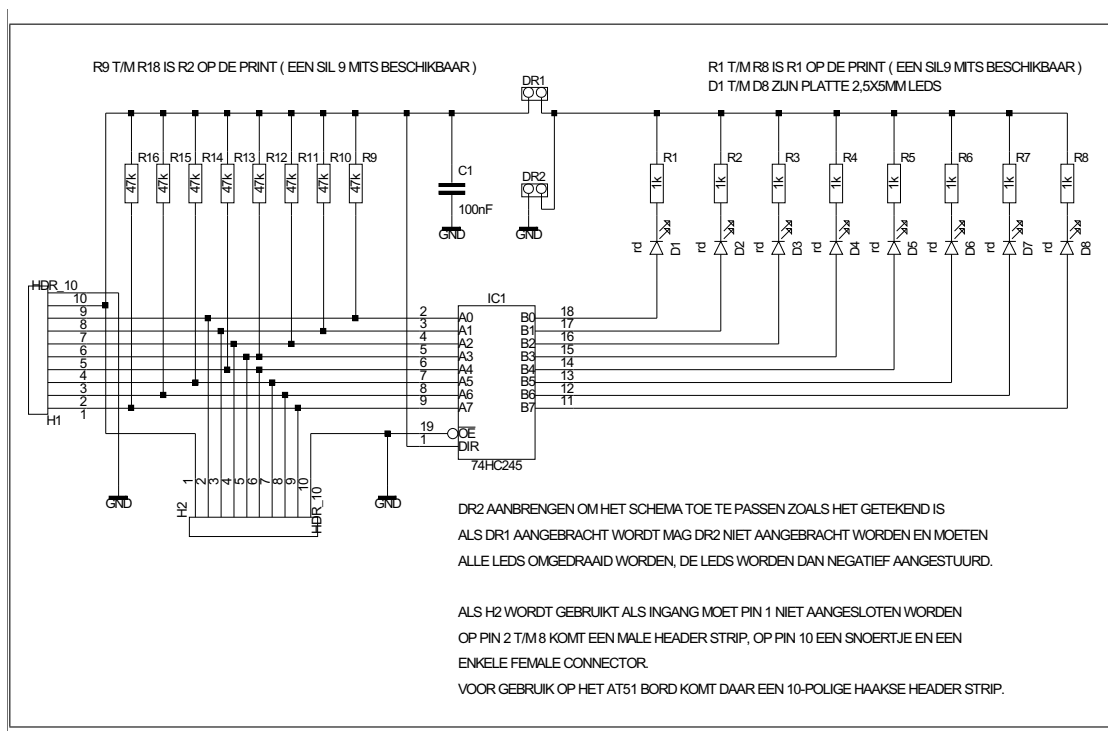 R9 T/M R18 IS R2 OP DE PRINT ( EEN SIL 9 MITS BESCHIKBAAR )
R1 T/M R8 IS R1 OP DE PRINT ( EEN SIL9 MITS BESCHIKBAAR )
D1 T/M D8 ZIJN PLATTE 2,5X5MM LEDS
DR1
R16 R15 R14 R13 R12 R11 R10 R9
47k 47k 47k 47k 47k 47k 47k 47k
C1
100nF
GND
DR2
GND
R1 R2 R3 R4 R5 R6 R7 R8
1k 1k 1k 1k 1k 1k 1k 1k
rd rd rd rd rd rd rd rd
D1 D2 D3 D4 D5 D6 D7 D8
HDR_10
10
9
8
7
6
5
4
3
2
1
H1
IC1
2 A0 B0 18
3 A1 B1 17
4 A2 B2 16
5 A3 B3 15
6 A4 B4 14
7 A5 B5 13
8 A6 B6 12
9 A7 B7 11
19 OE
1 DIR
74HC245
1 2 3 4 5 6 7 8 9 10
H2
HDR_10
GND
GND
DR2 AANBRENGEN OM HET SCHEMA TOE TE PASSEN ZOALS HET GETEKEND IS
ALS DR1 AANGEBRACHT WORDT MAG DR2 NIET AANGEBRACHT WORDEN EN MOETEN
ALLE LEDS OMGEDRAAID WORDEN, DE LEDS WORDEN DAN NEGATIEF AANGESTUURD.
ALS H2 WORDT GEBRUIKT ALS INGANG MOET PIN 1 NIET AANGESLOTEN WORDEN
OP PIN 2 T/M 8 KOMT EEN MALE HEADER STRIP, OP PIN 10 EEN SNOERTJE EN EEN
ENKELE FEMALE CONNECTOR.
VOOR GEBRUIK OP HET AT51 BORD KOMT DAAR EEN 10-POLIGE HAAKSE HEADER STRIP.